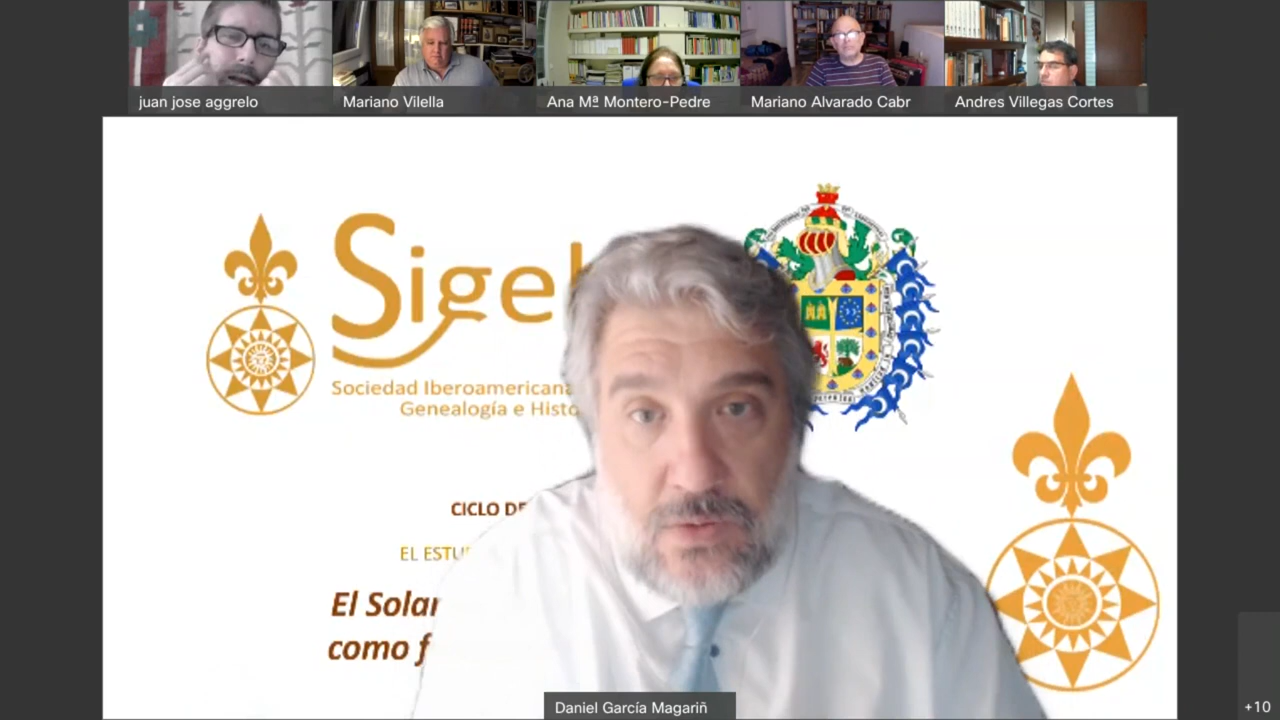 juan jose aggrelo
Mariano Vilella
Ana Mª Montero-Pedre
Mariano Alvarado Cabr
Andres Villegas Cortes
Sige
Sociedad Iberoamericana
Genealogía e Histo
CICLO DE
EL ESTU
El Solar
como f
Daniel García Magariñ
+10